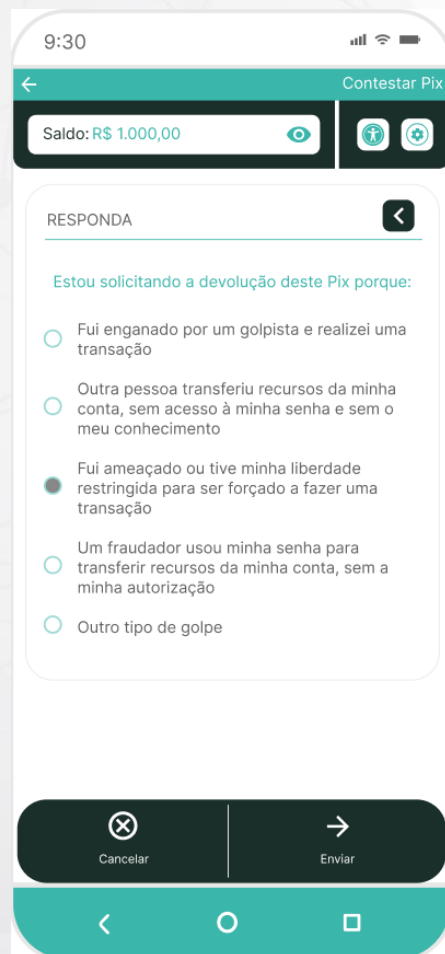 9:30
Contestar Pix
Saldo: R$ 1.000,00
RESPONDA
Estou solicitando a devolução deste Pix porque:
Fui enganado por um golpista e realizei uma
transação
Outra pessoa transferiu recursos da minha
conta, sem acesso à minha senha e sem o
meu conhecimento
Fui ameaçado ou tive minha liberdade
restringida para ser forçado a fazer uma
transação
Um fraudador usou minha senha para
transferir recursos da minha conta, sem a
minha autorização
Outro tipo de golpe
Cancelar
Enviar